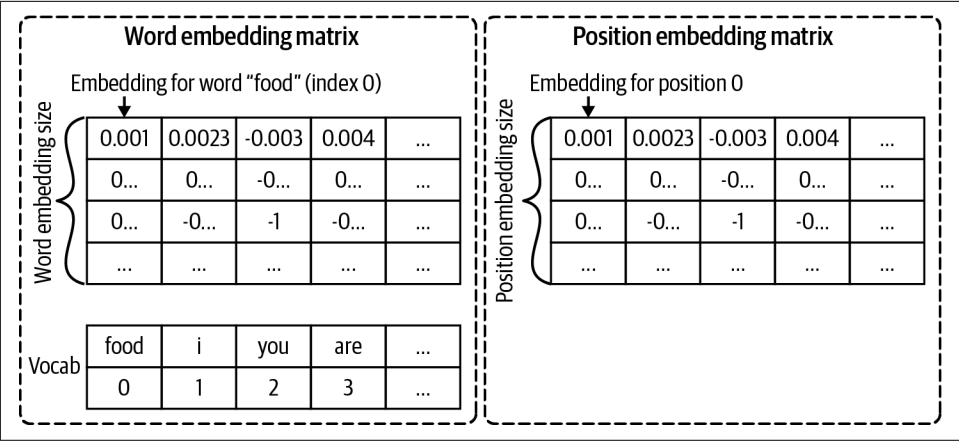 Word embedding matrix
Embedding for word “food” (index 0)
Word embedding size
0.001 0.0023 -0.003 0.004 ...
0... 0... -0... 0... ...
0... -0... -1 -0... ...
... ... ... ... ...
Vocab
food i you are ...
0 1 2 3 ...
Position embedding matrix
Embedding for position 0
Position embedding size
0.001 0.0023 -0.003 0.004 ...
0... 0... -0... 0... ...
0... -0... -1 -0... ...
... ... ... ... ...